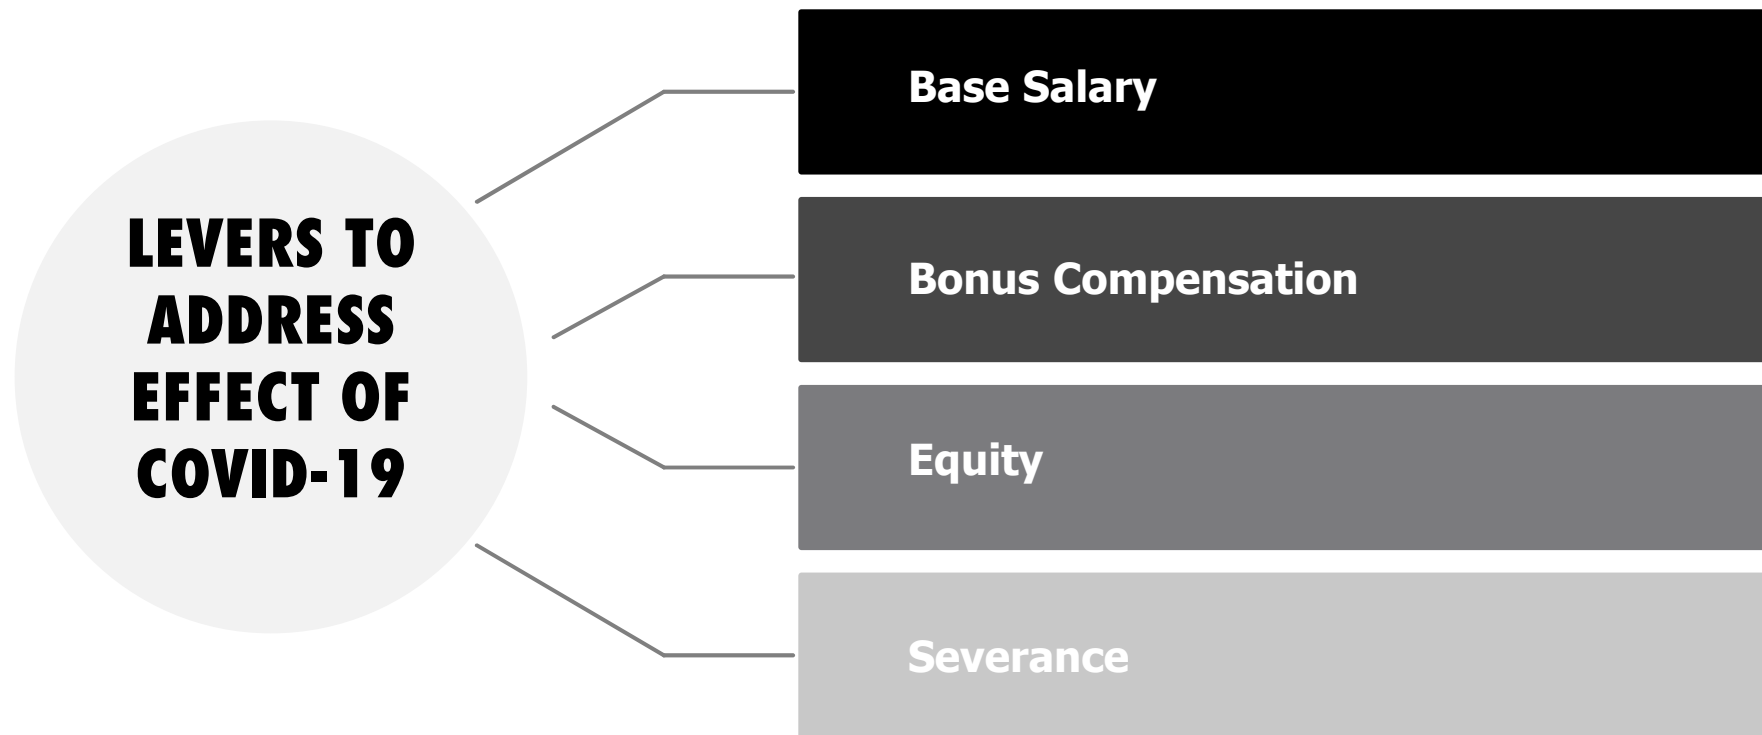 LEVERS TO
ADDRESS
EFFECT OF
COVID-19
Base Salary
Bonus Compensation
Equity
Severance